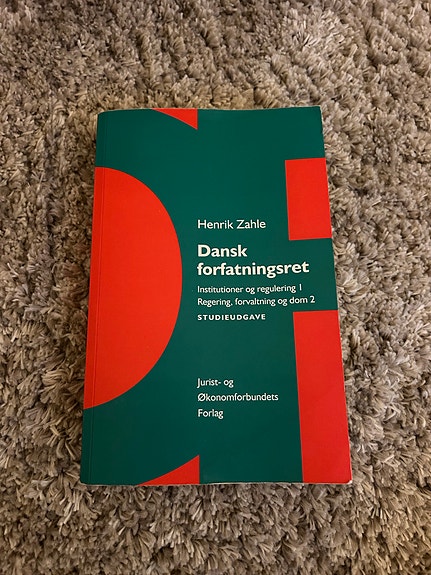 Henrik Zahle
Dansk
forfatningsret
Institutioner og regulering 1
Regering, forvaltning og dom 2
STUDIEUDGAVE
Jurist- og
Økonomforbundets
Forlag